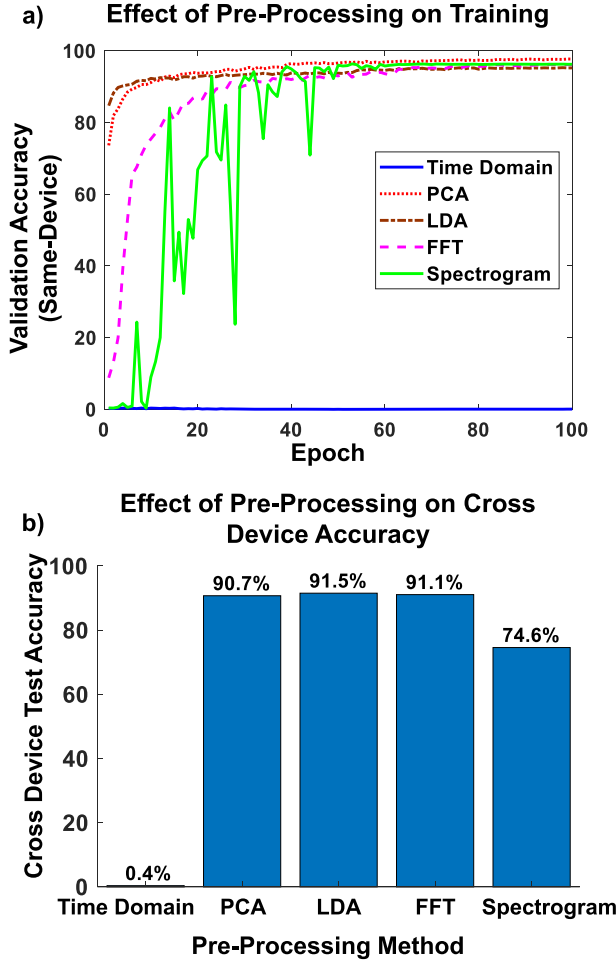 a)
Effect of Pre-Processing on Training
Validation Accuracy
(Same-Device)
100
80
60
40
20
0
Time Domain
PCA
LDA
FFT
Spectrogram
0
20
40
60
80
100
Epoch
b)
Effect of Pre-Processing on Cross
Device Accuracy
Cross Device Test Accuracy
100
80
60
40
20
0
0.4%
90.7%
91.5%
91.1%
74.6%
Time Domain
PCA
LDA
FFT
Spectrogram
Pre-Processing Method